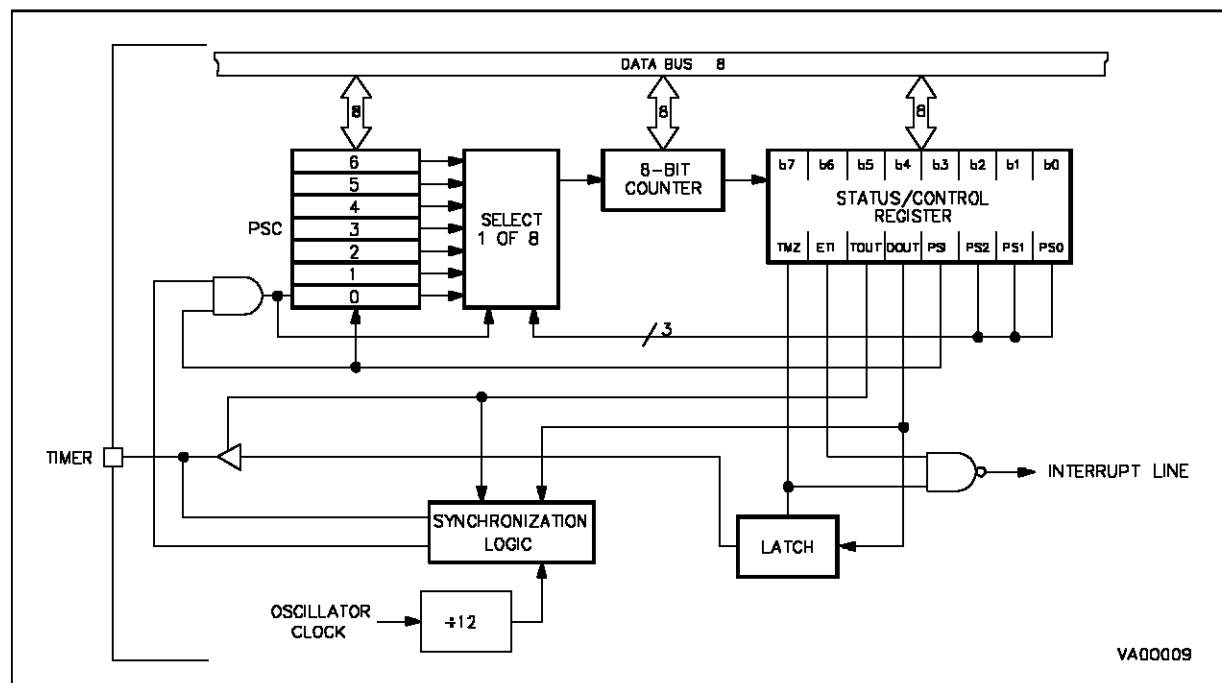 DATA BUS 8
8
8
8
6
5
4
3
2
1
0
PSC
SELECT
1 OF 8
8-BIT
COUNTER
b7 b6 b5 b4 b3 b2 b1 b0
STATUS/CONTROL
REGISTER
TMZ ETI TOUT DOUT PSI PS2 PS1 PS0
3
TIMER
INTERRUPT LINE
SYNCHRONIZATION
LOGIC
LATCH
OSCILLATOR
CLOCK
÷12
VA00009